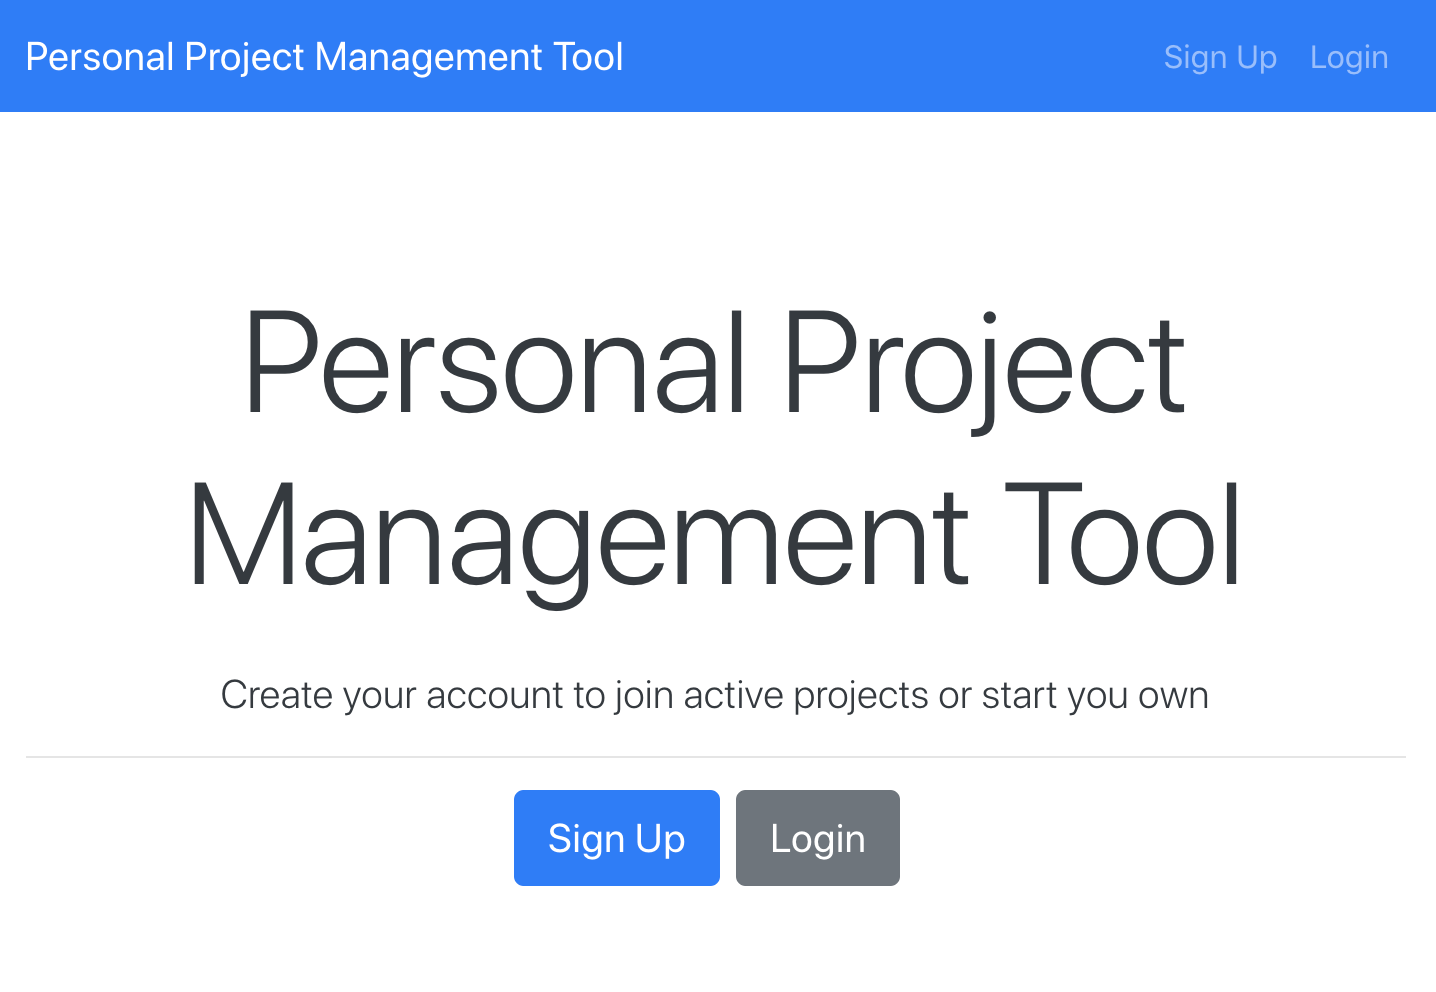 Personal Project Management Tool
Sign Up
Login
Personal Project
Management Tool
Create your account to join active projects or start you own
Sign Up
Login